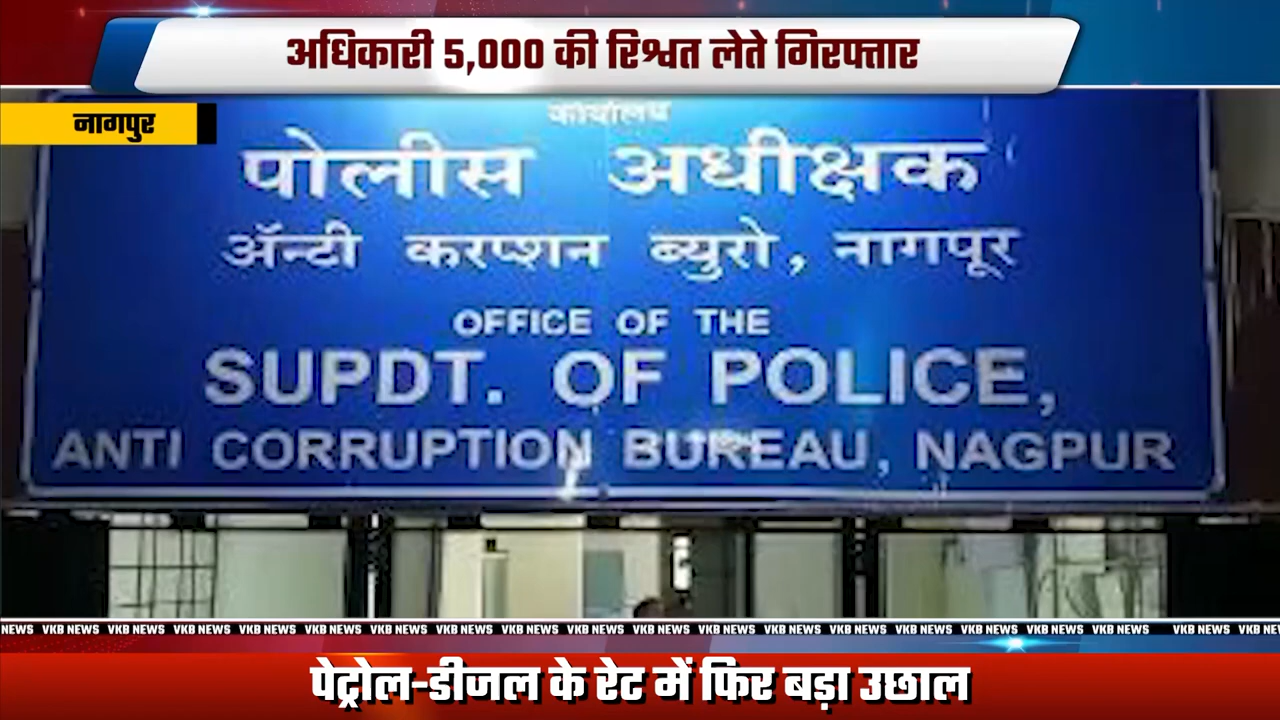 अधिकारी 5,000 की रिश्वत लेते गिरफ्तार
नागपुर
कार्यालय
पोलीस अधीक्षक
ॲन्टी करप्शन ब्युरो, नागपूर
OFFICE OF THE
SUPDT. OF POLICE,
ANTI CORRUPTION BUREAU, NAGPUR
NEWS VKB NEWS VKB NEWS VKB NEWS VKB NEWS VKB NEWS VKB NEWS VKB NEWS VKB NEWS VKB NEWS VKB NEWS VKB NEWS VKB NEWS VKB NEWS VKB NEWS VKB NEWS VKB NEWS VKB NEWS VKB NEWS VKB NE
पेट्रोल-डीजल के रेट में फिर बड़ा उछाल